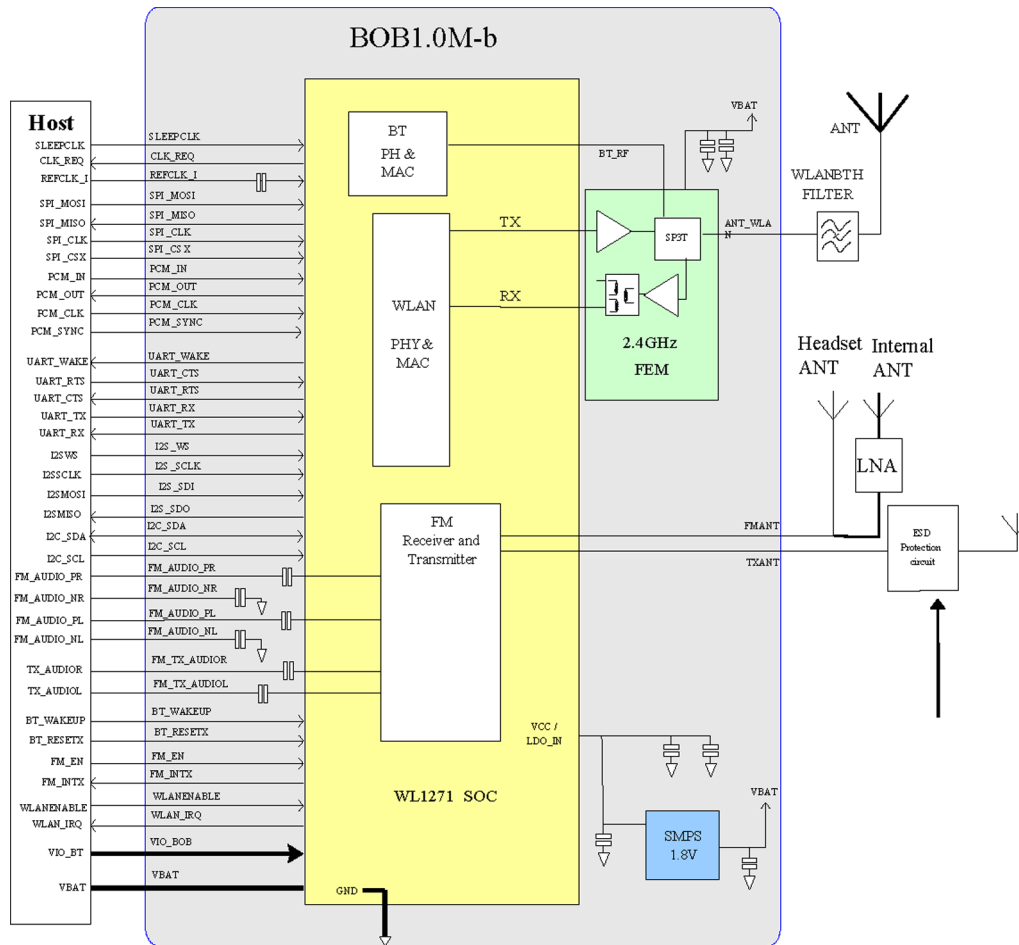 BOB1.0M-b
Host
SLEEPCLK
CLK_REQ
REFCLK_I
SPI_MOSI
SPI_MISO
SPI_CLK
SPI_CSX
PCM_IN
PCM_OUT
PCM_CLK
PCM_SYNC
UART_WAKE
UART_RTS
UART_CTS
UART_TX
UART_RX
I2SWS
I2SSCLK
I2SMOSI
I2SMISO
I2C_SDA
I2C_SCL
FM_AUDIO_PR
FM_AUDIO_NR
FM_AUDIO_PL
FM_AUDIO_NL
TX_AUDIOR
TX_AUDIOL
BT_WAKEUP
BT_RESETX
FM_EN
FM_INTX
WLANENABLE
WLAN_IRQ
VIO_BT
VBAT
SLEEPCLK
CLK_REQ
REFCLK_I
SPI_MOSI
SPI_MISO
SPI_CLK
SPI_CSX
PCM_IN
PCM_OUT
PCM_CLK
PCM_SYNC
UART_WAKE
UART_CTS
UART_RTS
UART_RX
UART_TX
I2S_WS
I2S_SCLK
I2S_SDI
I2S_SDO
I2C_SDA
I2C_SCL
FM_AUDIO_PR
FM_AUDIO_NR
FM_AUDIO_PL
FM_AUDIO_NL
FM_TX_AUDIOR
FM_TX_AUDIOL
BT_WAKEUP
BT_RESETX
FM_EN
FM_INTX
WLANENABLE
WLAN_IRQ
VIO_BOB
VBAT
BT
PH &
MAC
WLAN
PHY &
MAC
FM
Receiver and
Transmitter
VCC /
LDO_IN
WL1271 SOC
GND
TX
RX
BT_RF
VBAT
SP3T
2.4GHz
FEM
ANT_WLA
N
WLANBTH
FILTER
ANT
Headset
ANT
Internal
ANT
LNA
FMANT
TXANT
ESD
Protection
circuit
SMPS
1.8V
VBAT